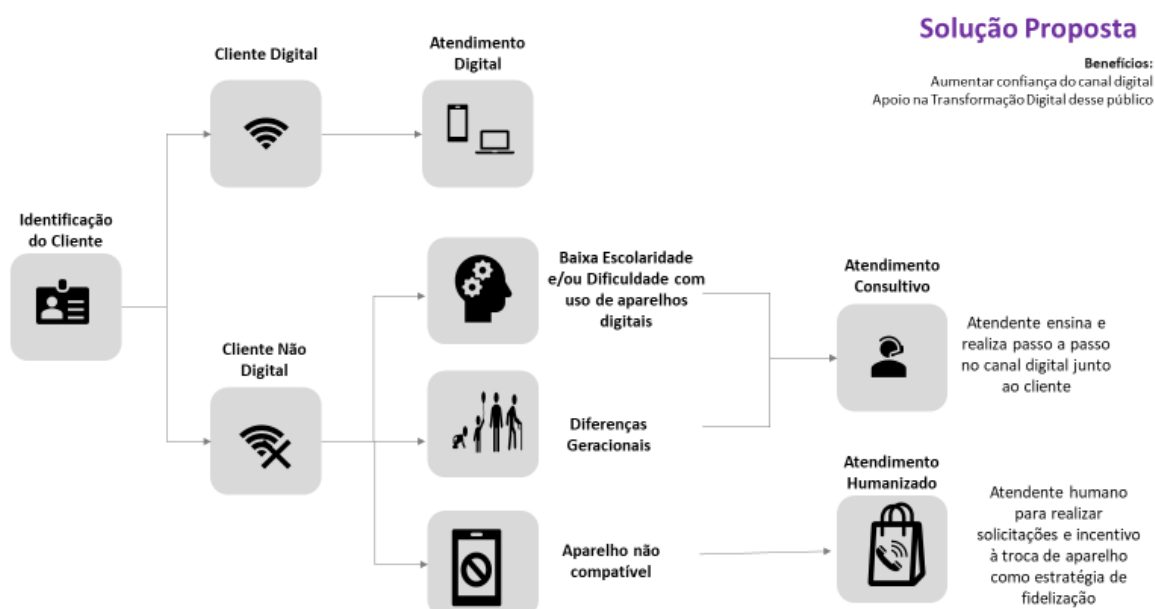 Solução Proposta
Benefícios:
Aumentar confiança do canal digital
Apoio na Transformação Digital desse público
Cliente Digital
Atendimento
Digital
Identificação
do Cliente
Cliente Não
Digital
Baixa Escolaridade
e/ou Dificuldade com
uso de aparelhos
digitais
Diferenças
Geracionais
Aparelho não
compatível
Atendimento
Consultivo
Atendente ensina e
realiza passo a passo
no canal digital junto
ao cliente
Atendimento
Humanizado
Atendente humano
para realizar
solicitações e incentivo
à troca de aparelho
como estratégia de
fidelização